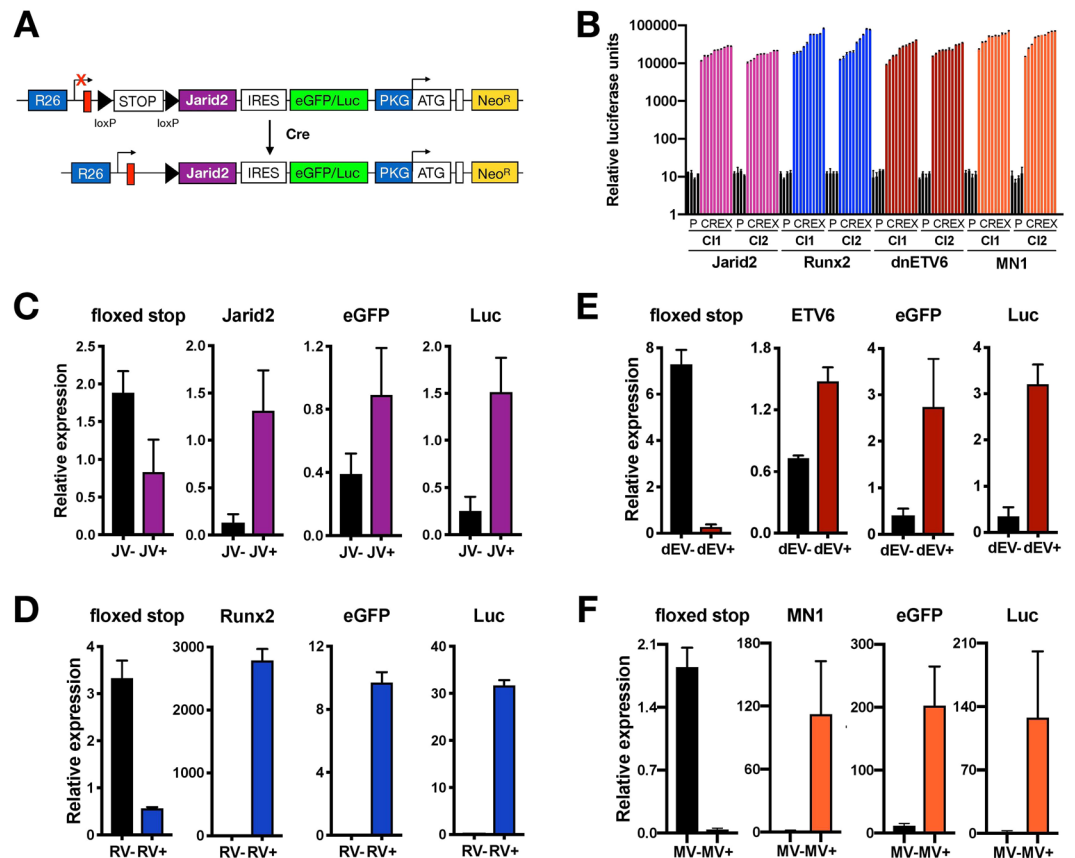 A
R26 X STOP Jarid2 IRES eGFP/Luc PKG ATG Neoᴿ
loxP loxP
Cre
R26 Jarid2 IRES eGFP/Luc PKG ATG Neoᴿ
B
Relative luciferase units
100000
10000
1000
100
10
1
P CREX P CREX P CREX P CREX P CREX P CREX P CREX P CREX
Cl1 Cl2 Cl1 Cl2 Cl1 Cl2 Cl1 Cl2
Jarid2 Runx2 dnETV6 MN1
C
floxed stop Jarid2 eGFP Luc
Relative expression
2.5 2.0 1.5 1.0 0.5 0.0
2.0 1.5 1.0 0.5 0.0
1.2 0.8 0.4 0.0
2.0 1.5 1.0 0.5 0.0
JV- JV+ JV- JV+ JV- JV+ JV- JV+
E
floxed stop ETV6 eGFP Luc
Relative expression
8 6 4 2 0
1.8 1.2 0.6 0.0
4 3 2 1 0
4 3 2 1 0
dEV- dEV+ dEV- dEV+ dEV- dEV+ dEV- dEV+
D
floxed stop Runx2 eGFP Luc
Relative expression
4 3 2 1 0
3000 2000 1000 0
12 8 4 0
40 30 20 10 0
RV- RV+ RV- RV+ RV- RV+ RV- RV+
F
floxed stop MN1 eGFP Luc
Relative expression
2.1 1.4 0.7 0.0
180 120 60 0
300 200 100 0
210 140 70 0
MV- MV+ MV- MV+ MV- MV+ MV- MV+